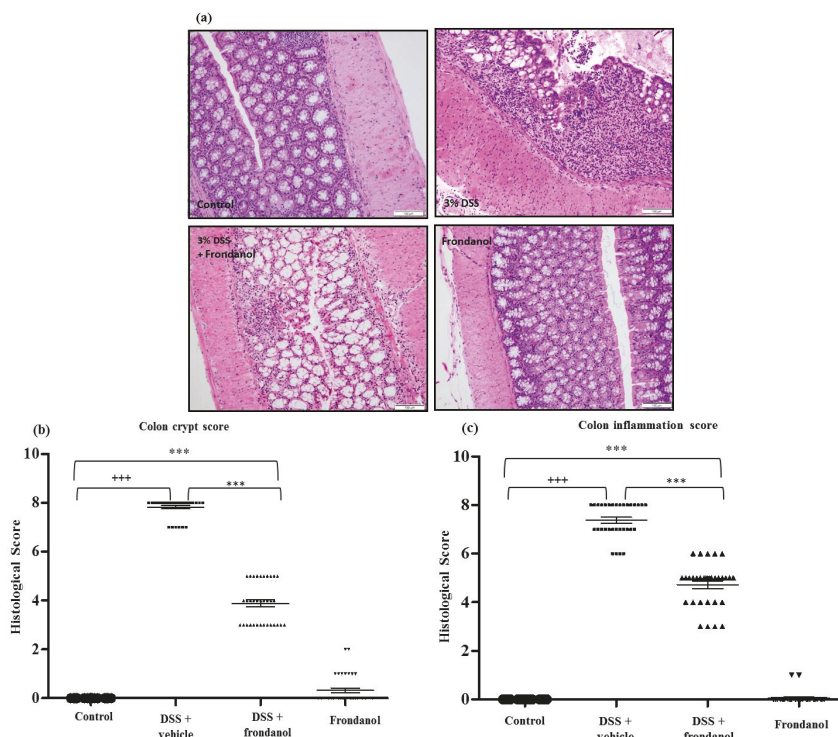 (a)
Control
3% DSS
3% DSS
+ Frondanol
Frondanol
(b)
Colon crypt score
***
+++
***
10
8
6
4
2
0
Histological Score
Control
DSS +
vehicle
DSS +
frondanol
Frondanol
(c)
Colon inflammation score
***
+++
***
10
8
6
4
2
0
Histological Score
Control
DSS +
vehicle
DSS +
frondanol
Frondanol